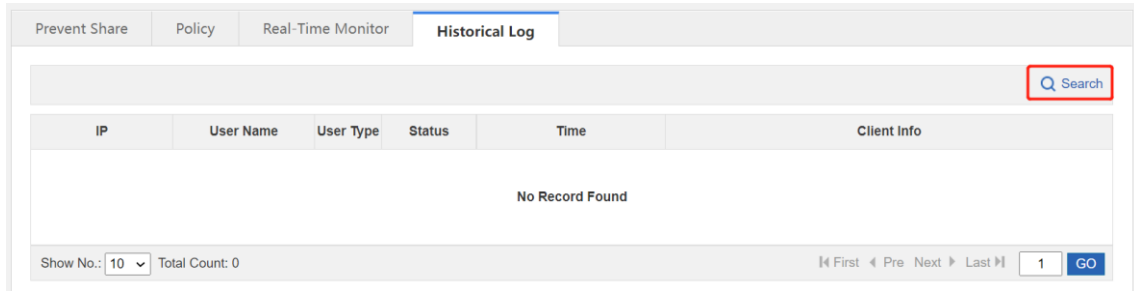 Prevent Share Policy Real-Time Monitor Historical Log
Search
IP User Name User Type Status Time Client Info
No Record Found
Show No.: 10 Total Count: 0 First Pre Next Last 1 GO